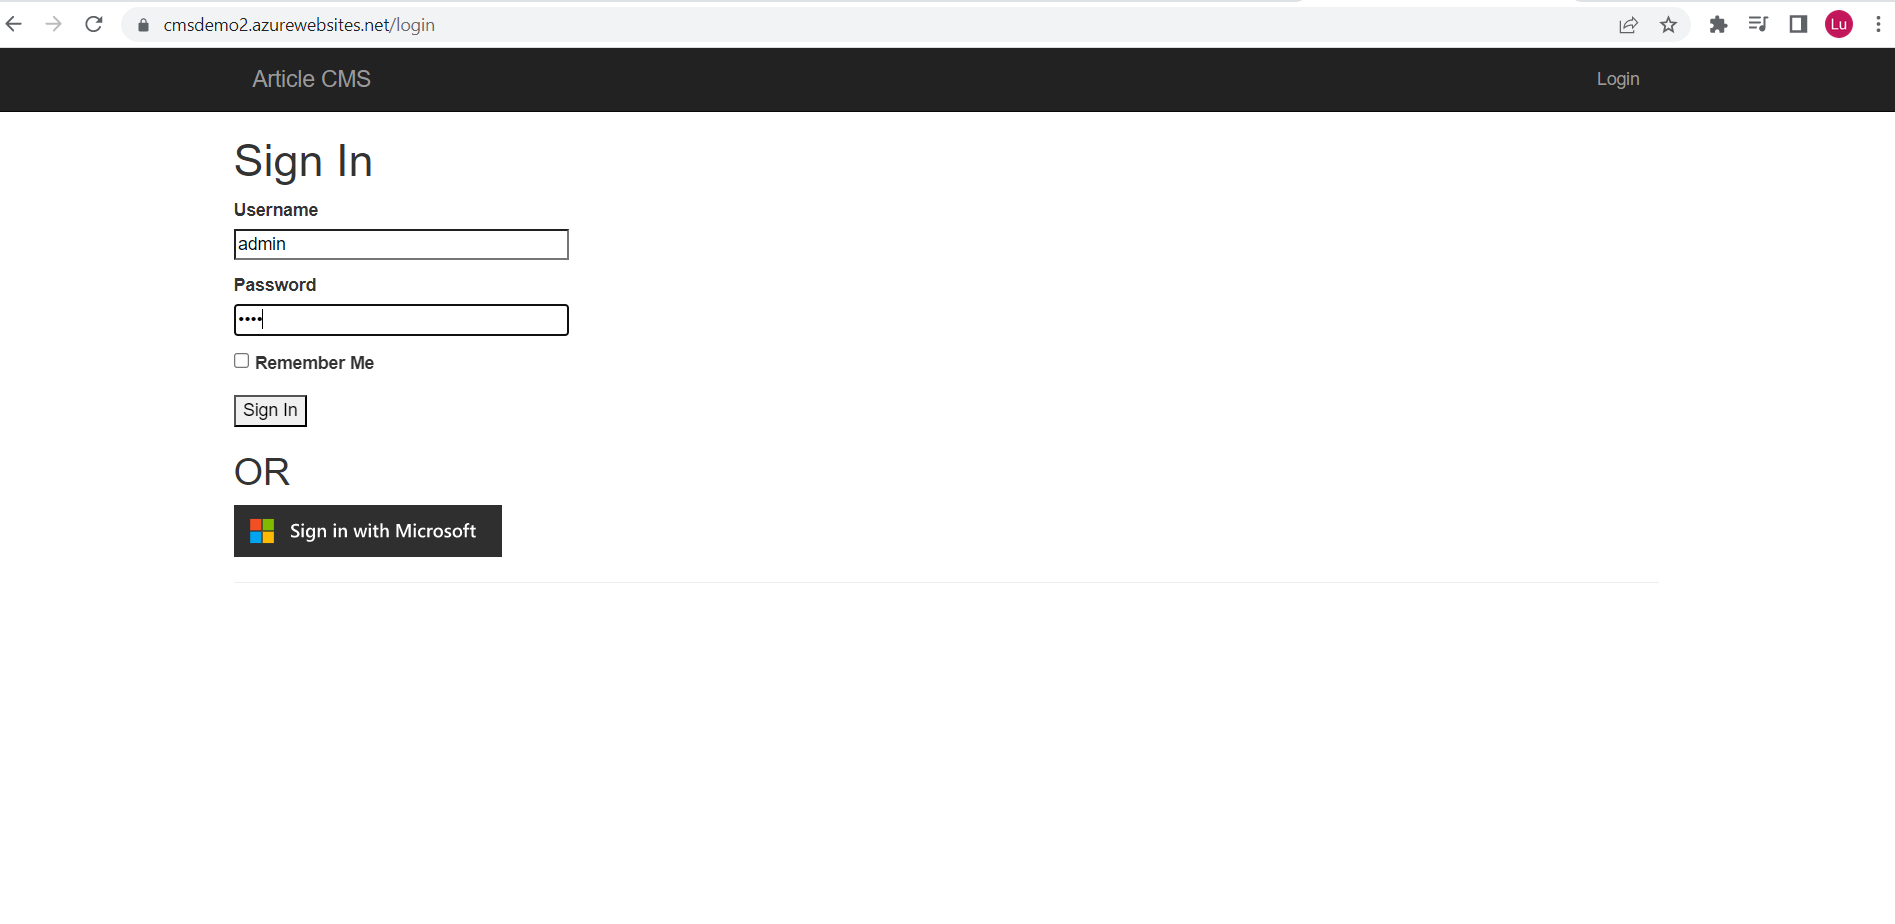 cmsdemo2.azurewebsites.net/login
Lu
Article CMS
Login
Sign In
Username
admin
Password
••••
Remember Me
Sign In
OR
Sign in with Microsoft